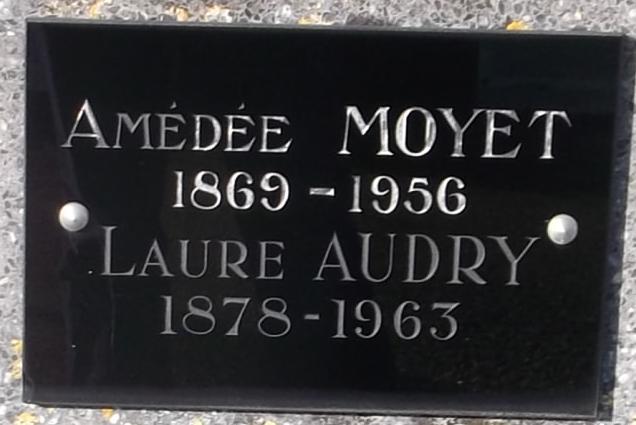 AMÉDÉE MOYET
1869 - 1956
LAURE AUDRY
1878 - 1963